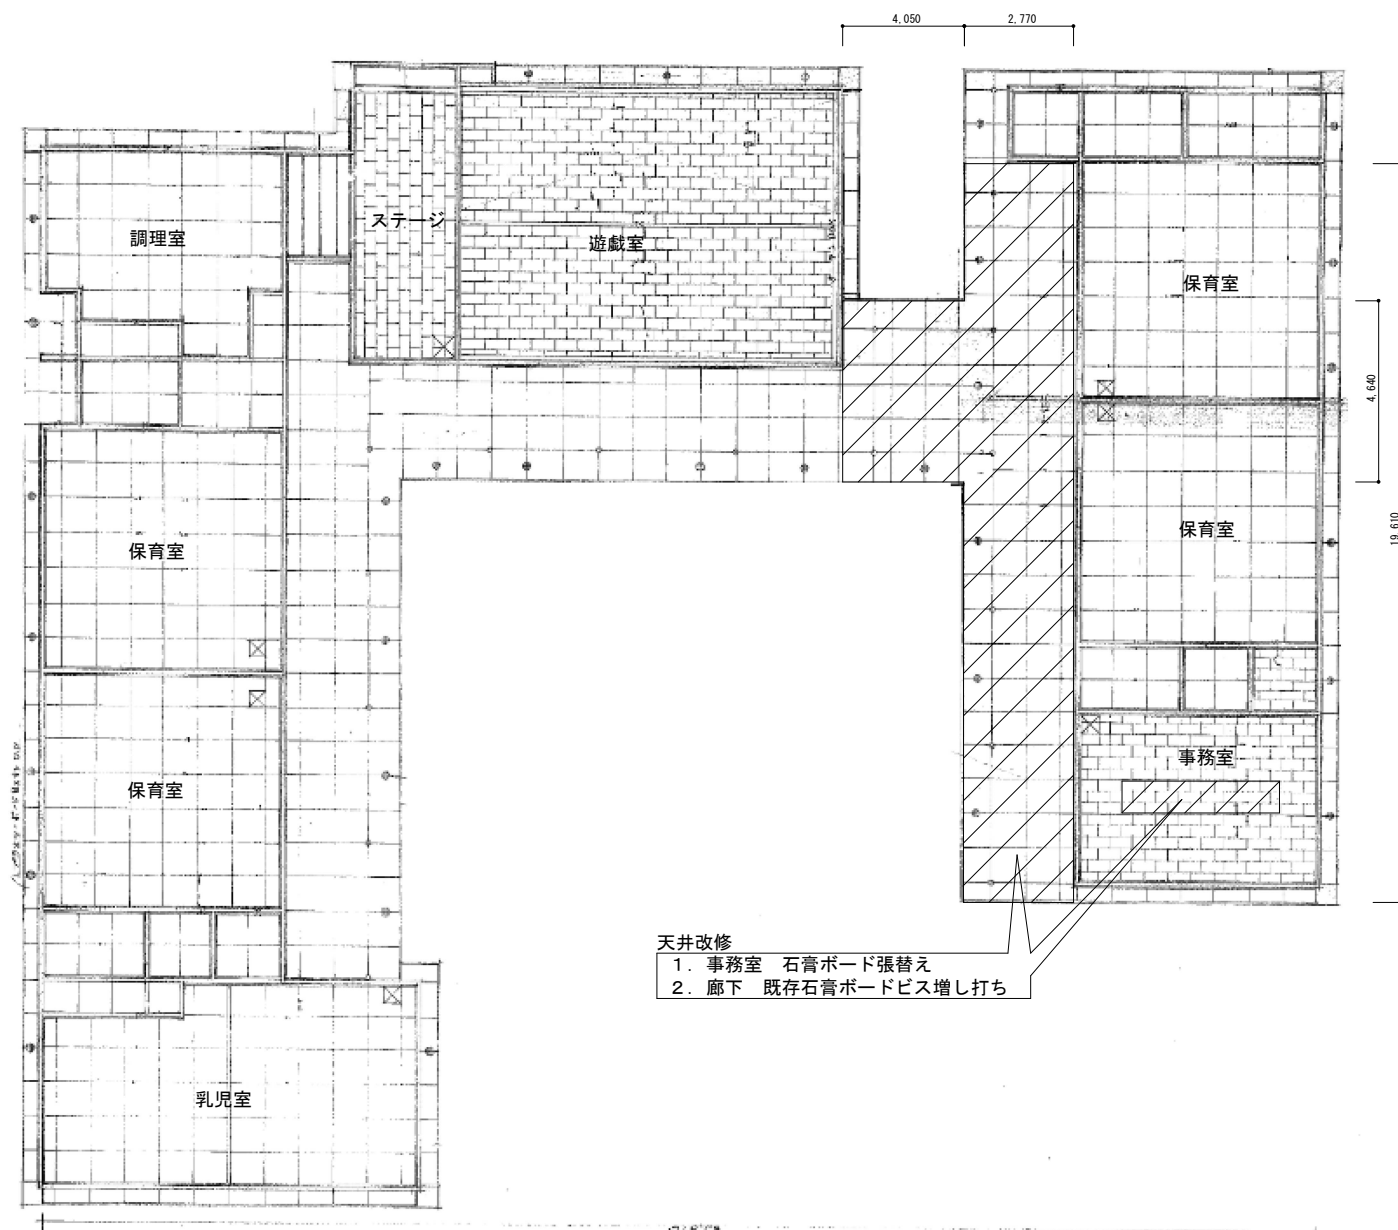 4,050
2,770
ステージ
調理室
遊戯室
保育室
4,640
保育室
19,610
保育室
事務室
保育室
天井改修
1． 事務室　石膏ボード張替え
2． 廊下　既存石膏ボードビス増し打ち
乳児室